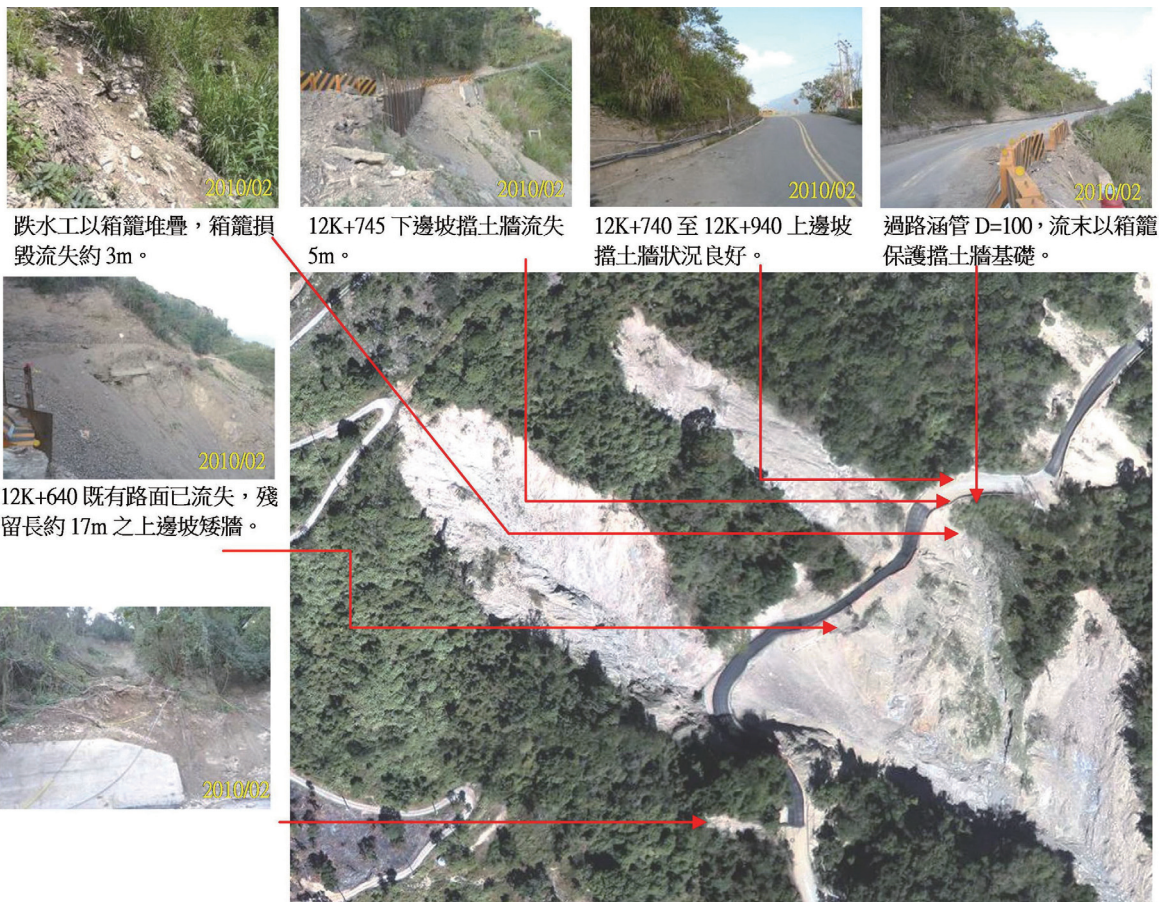 2010/02
2010/02
2010/02
2010/02
跌水工以箱籠堆疊，箱籠損
毀流失約 3m。
12K+745 下邊坡擋土牆流失
5m。
12K+740 至 12K+940 上邊坡
擋土牆狀況良好。
過路涵管 D=100，流末以箱籠
保護擋土牆基礎。
2010/02
12K+640 既有路面已流失，殘
留長約 17m 之上邊坡矮牆。
2010/02